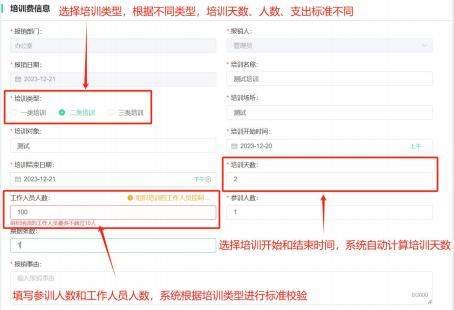 培训费信息
选择培训类型，根据不同类型，培训天数、人数、支出标准不同
* 报销部门：
* 报销人：
办公室
管理员
* 报销日期：
* 培训名称：
2023-12-21
测试培训
* 培训类型：
* 培训场所：
一类培训 二类培训 三类培训
测试
* 培训对象：
* 培训开始时间：
测试
2023-12-20 上午
* 培训结束日期：
* 培训天数：
2023-12-21 下午
2
工作人员人数：
* 参训人数：
100
1
票据张数：
1
选择培训开始和结束时间，系统自动计算培训天数
* 报销事由：
填写参训人数和工作人员人数，系统根据培训类型进行标准校验
输入报销事由
0/2000